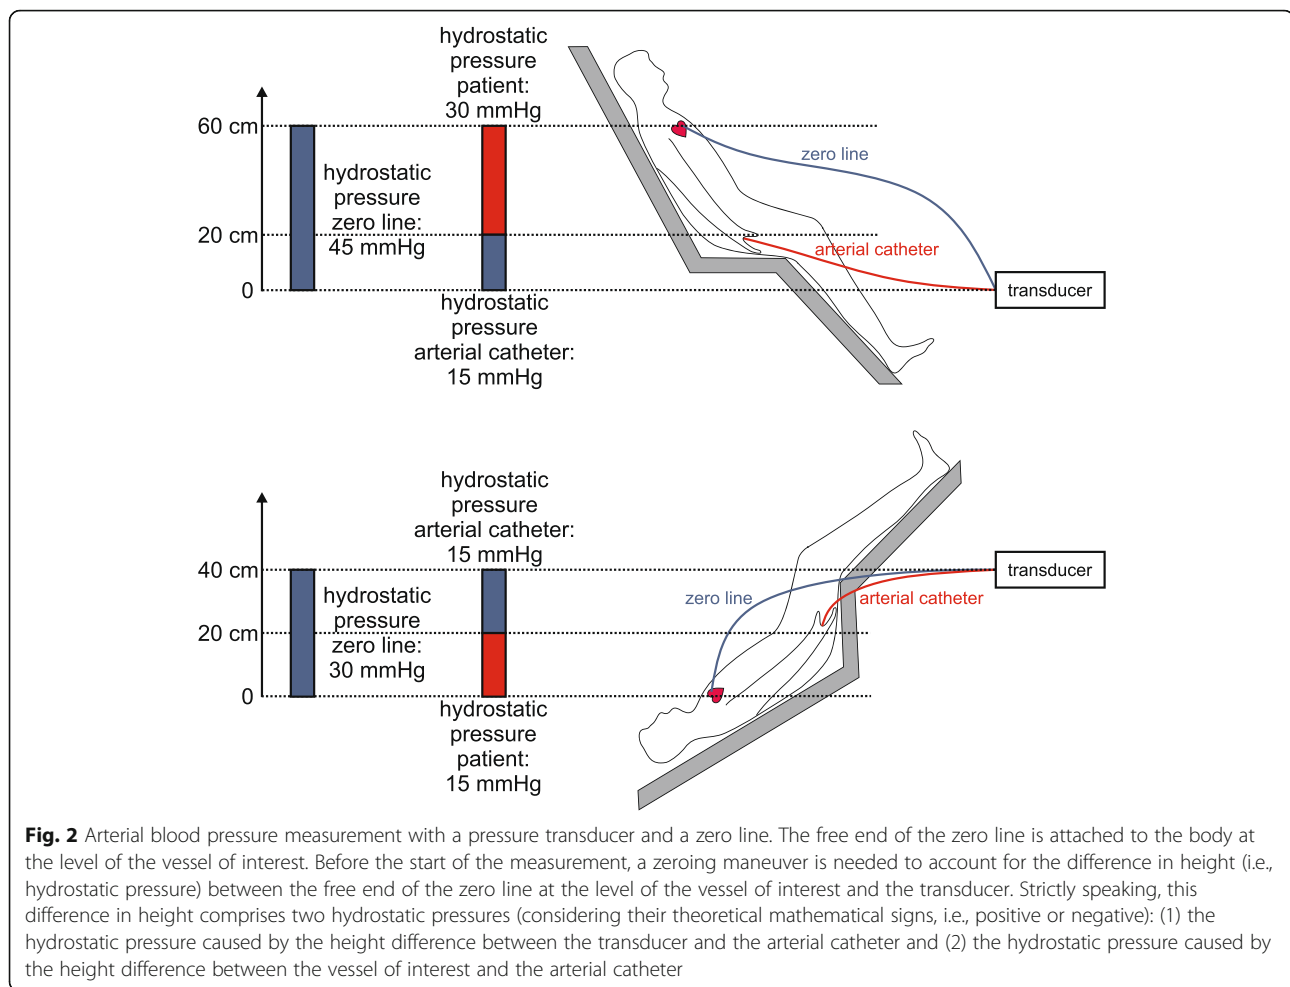 hydrostatic
pressure
patient:
30 mmHg
60 cm
zero line
hydrostatic
pressure
zero line:
45 mmHg
20 cm
arterial catheter
0
transducer
hydrostatic
pressure
arterial catheter:
15 mmHg
hydrostatic
pressure
arterial catheter:
15 mmHg
40 cm
transducer
hydrostatic
pressure
zero line:
30 mmHg
zero line
arterial catheter
20 cm
0
hydrostatic
pressure
patient:
15 mmHg
Fig. 2 Arterial blood pressure measurement with a pressure transducer and a zero line. The free end of the zero line is attached to the body at
the level of the vessel of interest. Before the start of the measurement, a zeroing maneuver is needed to account for the difference in height (i.e.,
hydrostatic pressure) between the free end of the zero line at the level of the vessel of interest and the transducer. Strictly speaking, this
difference in height comprises two hydrostatic pressures (considering their theoretical mathematical signs, i.e., positive or negative): (1) the
hydrostatic pressure caused by the height difference between the transducer and the arterial catheter and (2) the hydrostatic pressure caused by
the height difference between the vessel of interest and the arterial catheter